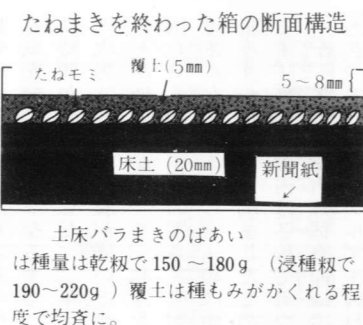 たねまきを終わった箱の断面構造
たねモミ
覆土(5mm)
5～8mm
床土 (20mm)
新聞紙
土床バラまきのばあい
は種量は乾籾で150～180g (浸種籾で
190～220g ) 覆土は種もみがかくれる程
度で均斉に。